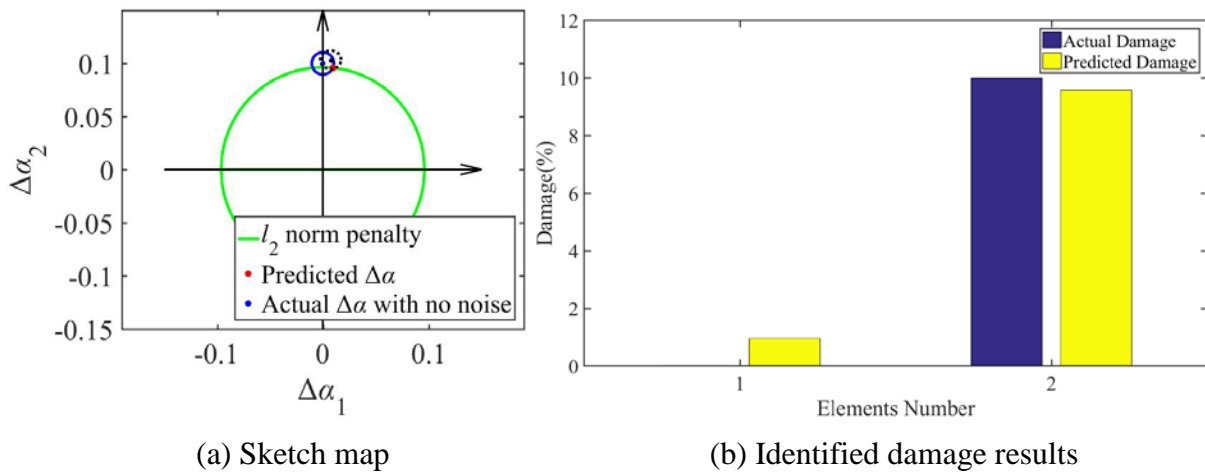 0.1
0.05
0
-0.05
-0.1
-0.15
Δα2
-0.1
0
0.1
Δα1
l2 norm penalty
Predicted Δα
Actual Δα with no noise
(a) Sketch map
12
10
8
6
4
2
0
Damage(%)
Actual Damage
Predicted Damage
1
2
Elements Number
(b) Identified damage results